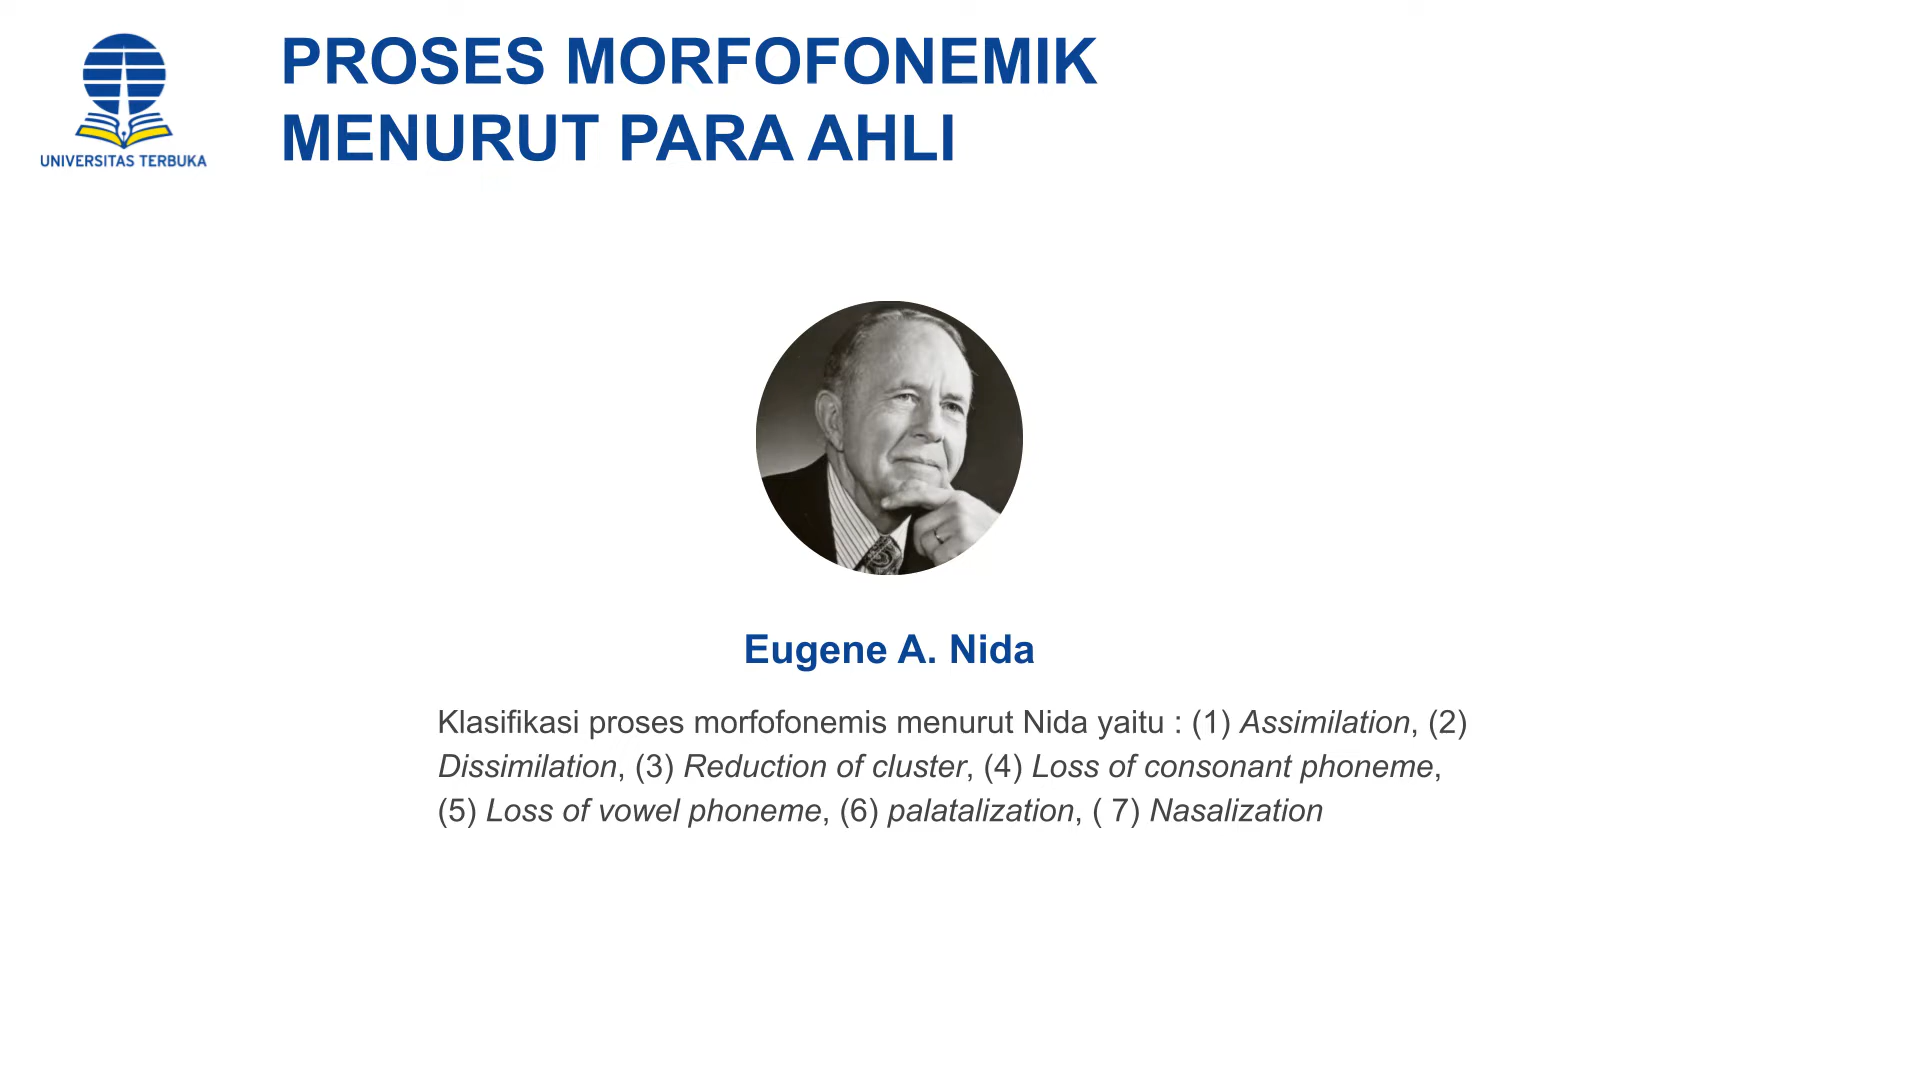 PROSES MORFOFONEMIK
MENURUT PARA AHLI
UNIVERSITAS TERBUKA
Eugene A. Nida
Klasifikasi proses morfofonemis menurut Nida yaitu : (1) Assimilation, (2)
Dissimilation, (3) Reduction of cluster, (4) Loss of consonant phoneme,
(5) Loss of vowel phoneme, (6) palatalization, ( 7) Nasalization